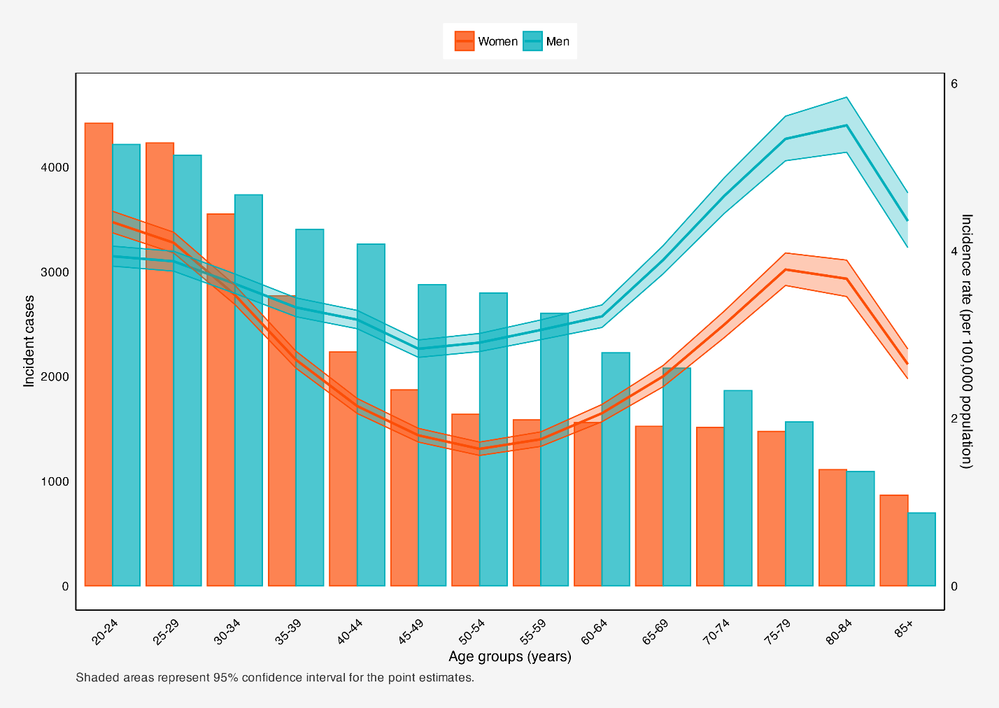 Women Men
6
4000
4
3000
2000
2
1000
0
0
Incident cases
Incidence rate (per 100,000 population)
20-24 25-29 30-34 35-39 40-44 45-49 50-54 55-59 60-64 65-69 70-74 75-79 80-84 85+
Age groups (years)
Shaded areas represent 95% confidence interval for the point estimates.